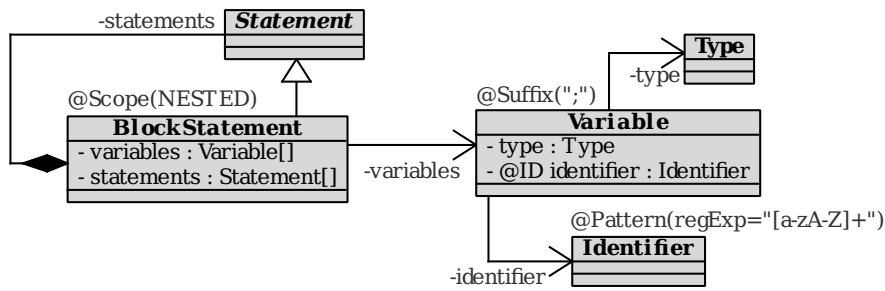 -statements
Statement
Type
-type
@Scope(NESTED)
@Suffix(";")
BlockStatement
- variables : Variable[]
- statements : Statement[]
-variables
Variable
- type : Type
- @ID identifier : Identifier
@Pattern(regExp="[a-zA-Z]+")
Identifier
-identifier